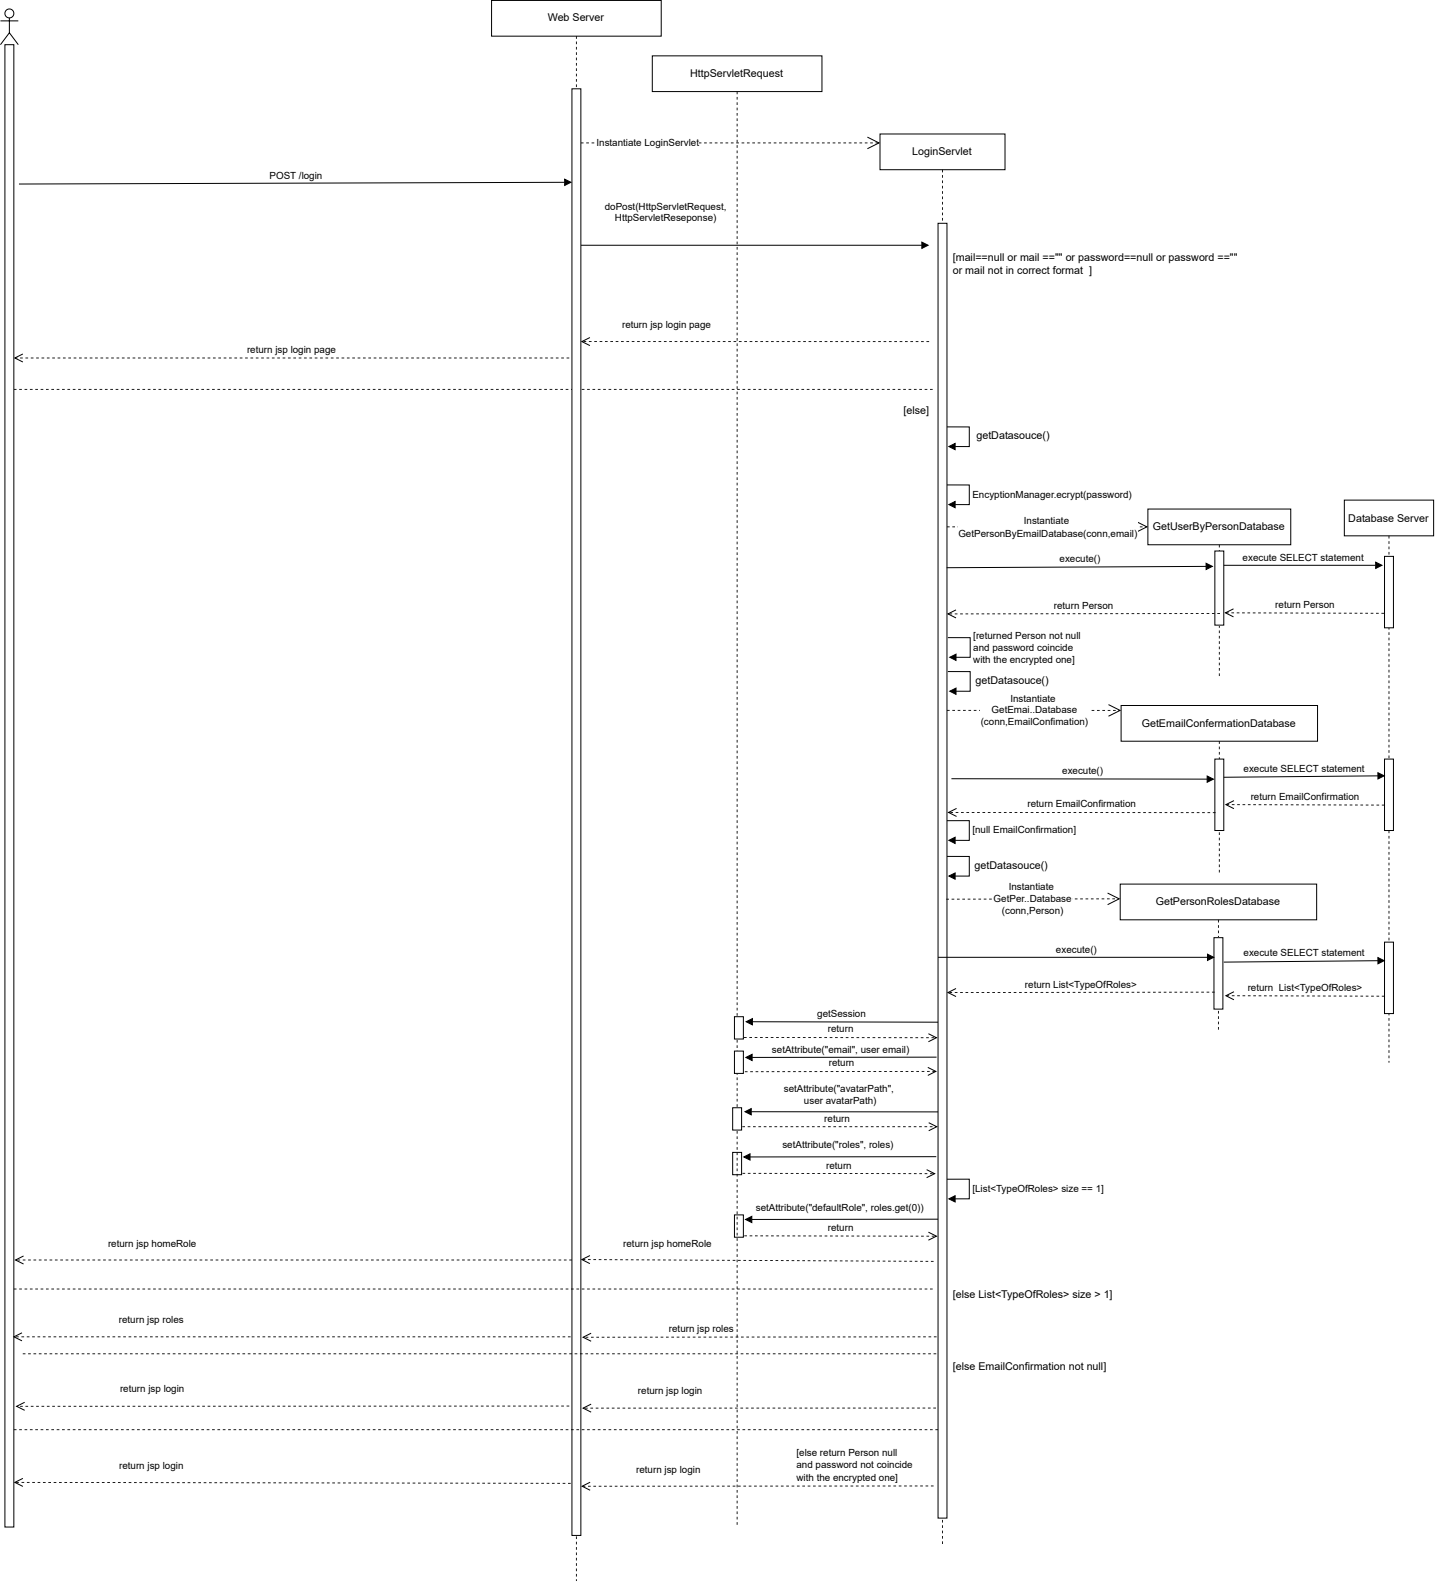 Web Server
HttpServletRequest
Instantiate LoginServlet
LoginServlet
POST /login
doPost(HttpServletRequest,
HttpServletReseponse)
[mail==null or mail =="" or password==null or password ==""
or mail not in correct format  ]
return jsp login page
return jsp login page
[else]
getDatasouce()
EncyptionManager.ecrypt(password)
Instantiate
GetPersonByEmailDatabase(conn,email)
GetUserByPersonDatabase
Database Server
execute()
execute SELECT statement
return Person
return Person
[returned Person not null
and password coincide
with the encrypted one]
getDatasouce()
Instantiate
GetEmai..Database
(conn,EmailConfimation)
GetEmailConfermationDatabase
execute()
execute SELECT statement
return EmailConfirmation
return EmailConfirmation
[null EmailConfirmation]
getDatasouce()
Instantiate
GetPer..Database
(conn,Person)
GetPersonRolesDatabase
execute()
execute SELECT statement
return List<TypeOfRoles>
return  List<TypeOfRoles>
getSession
return
setAttribute("email", user email)
return
setAttribute("avatarPath",
user avatarPath)
return
setAttribute("roles", roles)
return
[List<TypeOfRoles> size == 1]
setAttribute("defaultRole", roles.get(0))
return
return jsp homeRole
return jsp homeRole
[else List<TypeOfRoles> size > 1]
return jsp roles
return jsp roles
[else EmailConfirmation not null]
return jsp login
return jsp login
[else return Person null
and password not coincide
with the encrypted one]
return jsp login
return jsp login